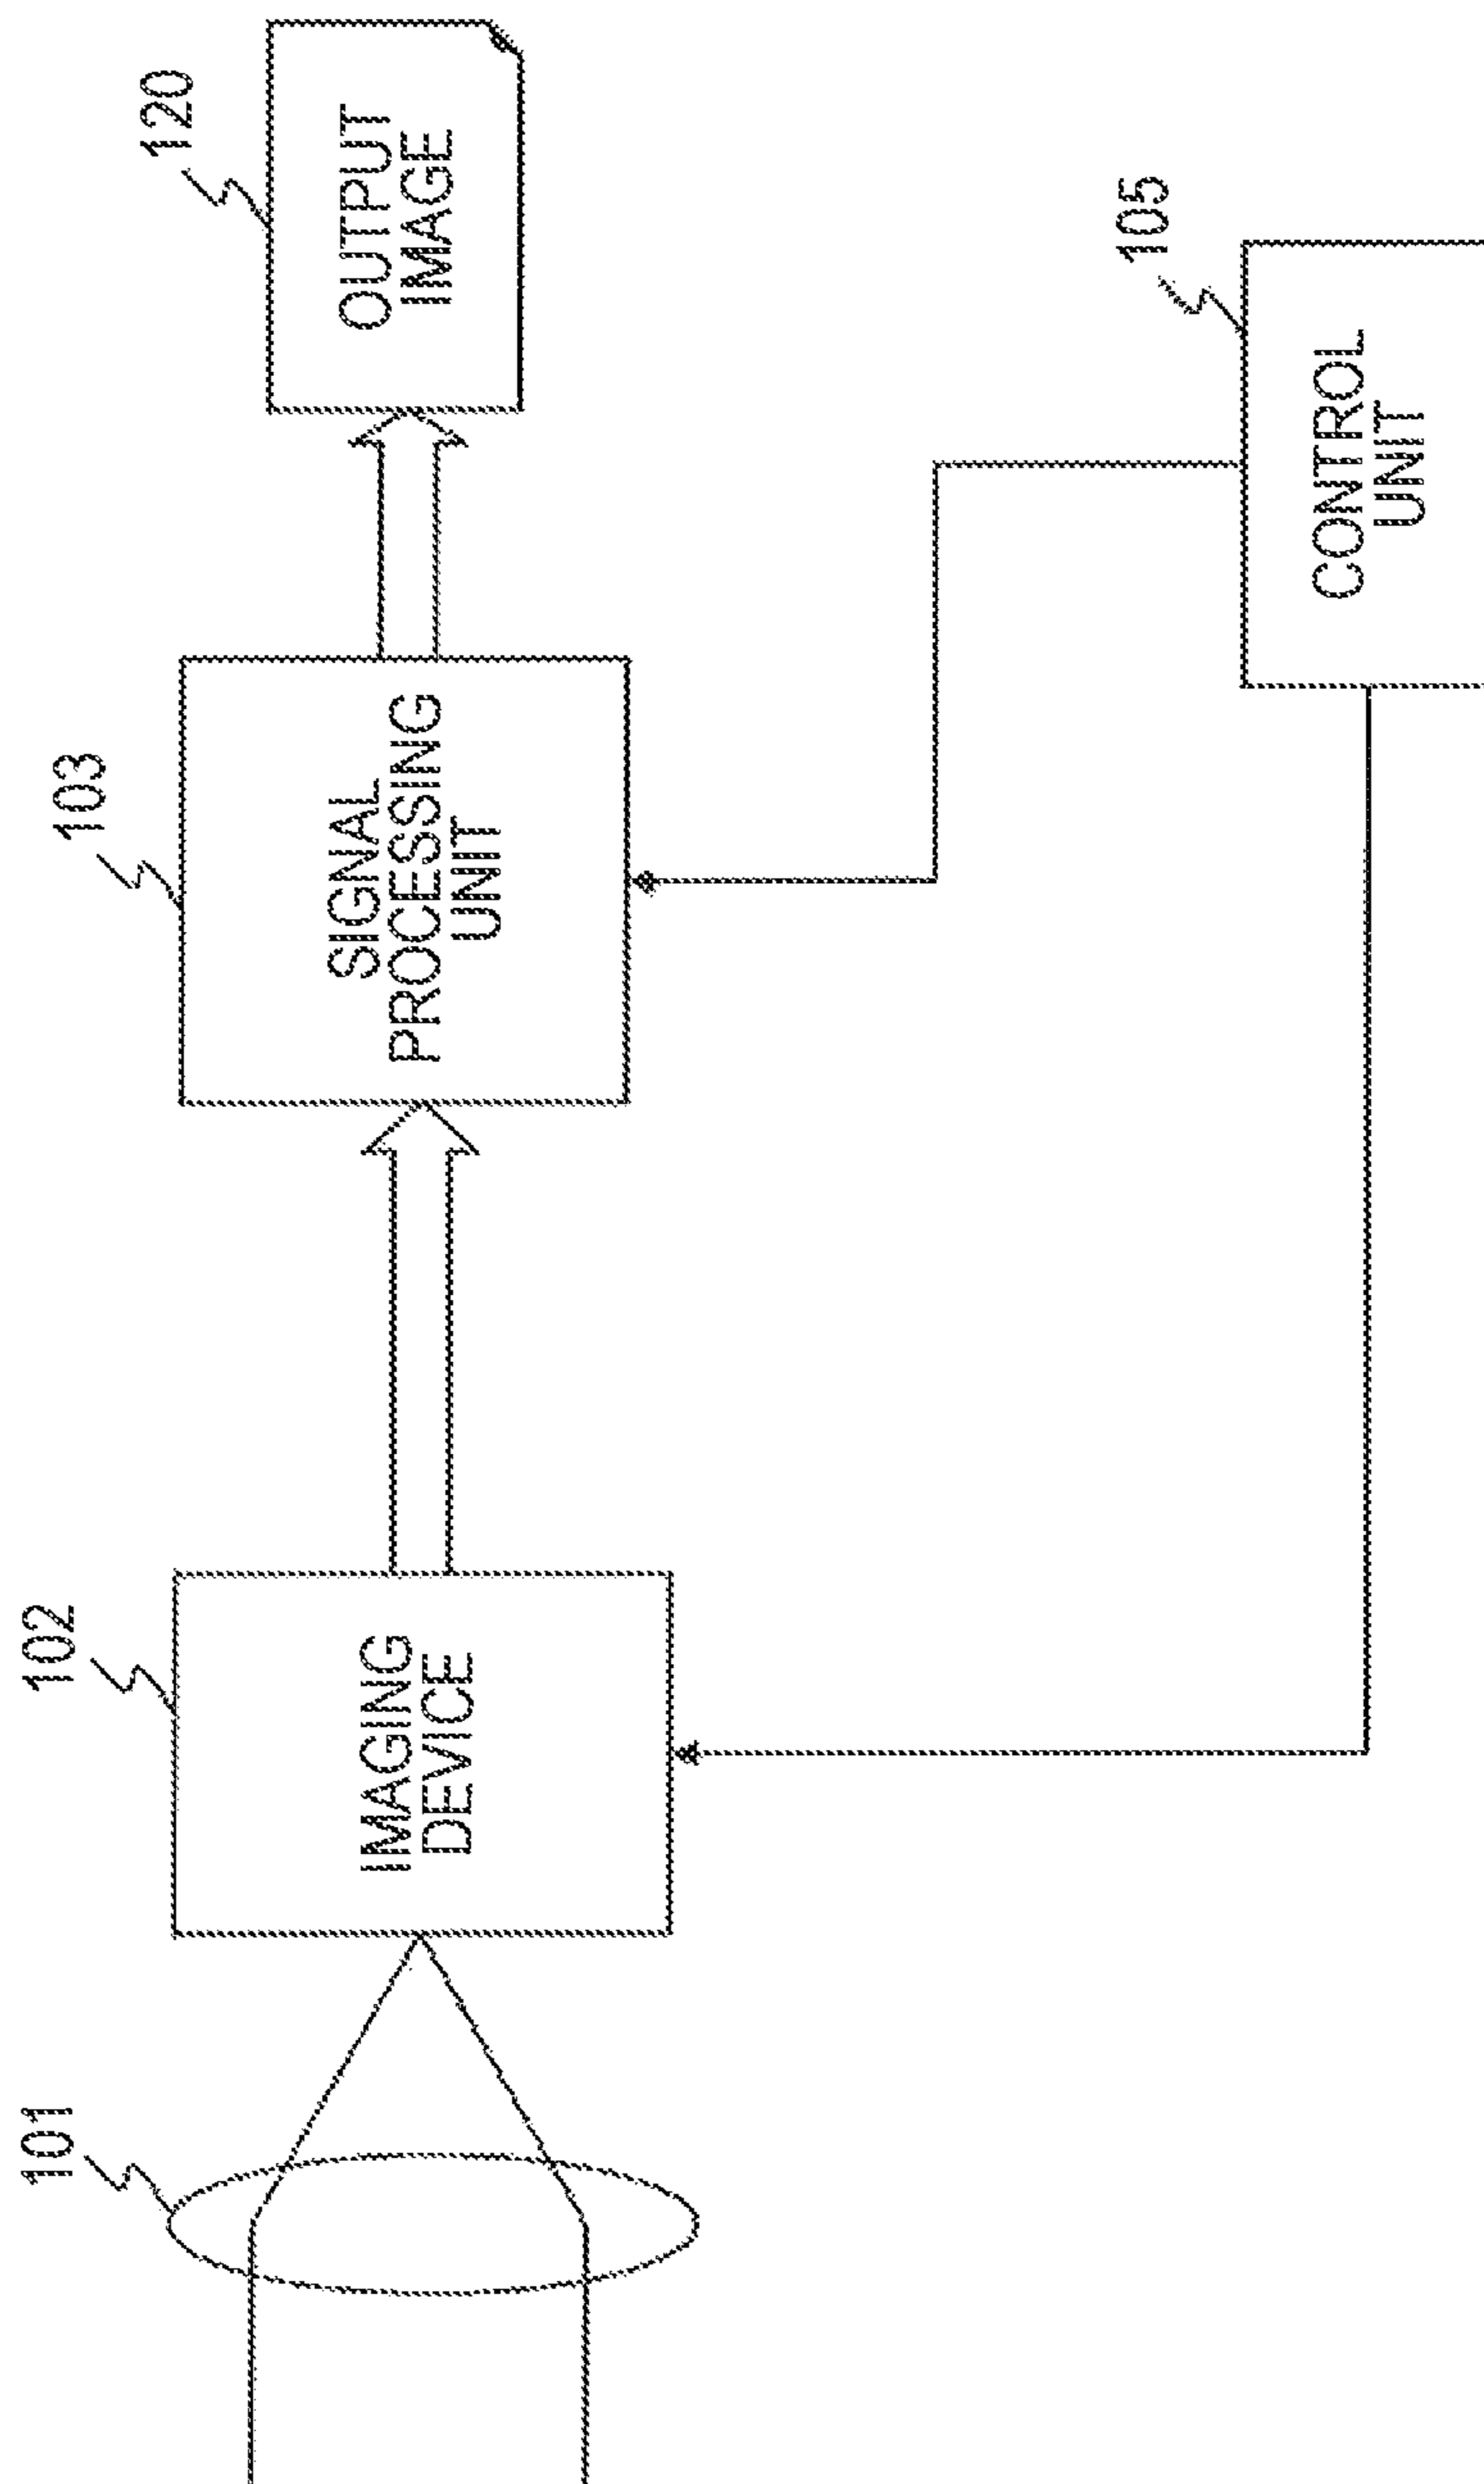 101
102
103
120
IMAGING
DEVICE
SIGNAL
PROCESSING
UNIT
OUTPUT
IMAGE
105
CONTROL
UNIT